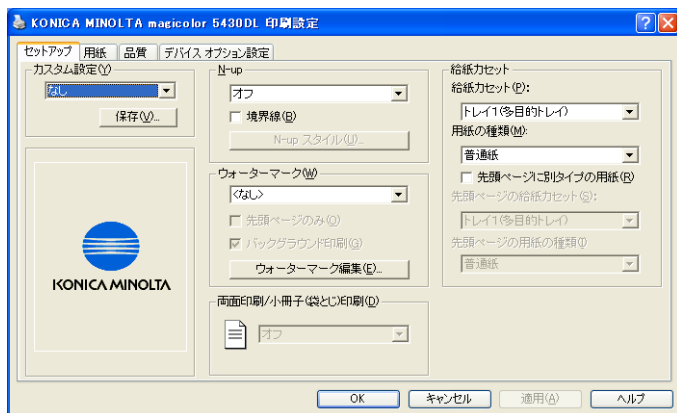 KONICA MINOLTA magicolor 5430DL 印刷設定
セットアップ 用紙 品質 デバイス オプション設定
カスタム設定(Y)
なし
保存(V)...
KONICA MINOLTA
N-up
オフ
境界線(B)
N-up スタイル(U)...
ウォーターマーク(W)
<なし>
先頭ページのみ(O)
バックグラウンド印刷(G)
ウォーターマーク編集(E)...
両面印刷/小冊子(袋とじ)印刷(D)
オフ
給紙カセット
給紙カセット(P):
トレイ1(多目的トレイ)
用紙の種類(M):
普通紙
先頭ページに別タイプの用紙(R)
先頭ページの給紙カセット(S):
トレイ1(多目的トレイ)
先頭ページの用紙の種類(I)
普通紙
OK キャンセル 適用(A) ヘルプ